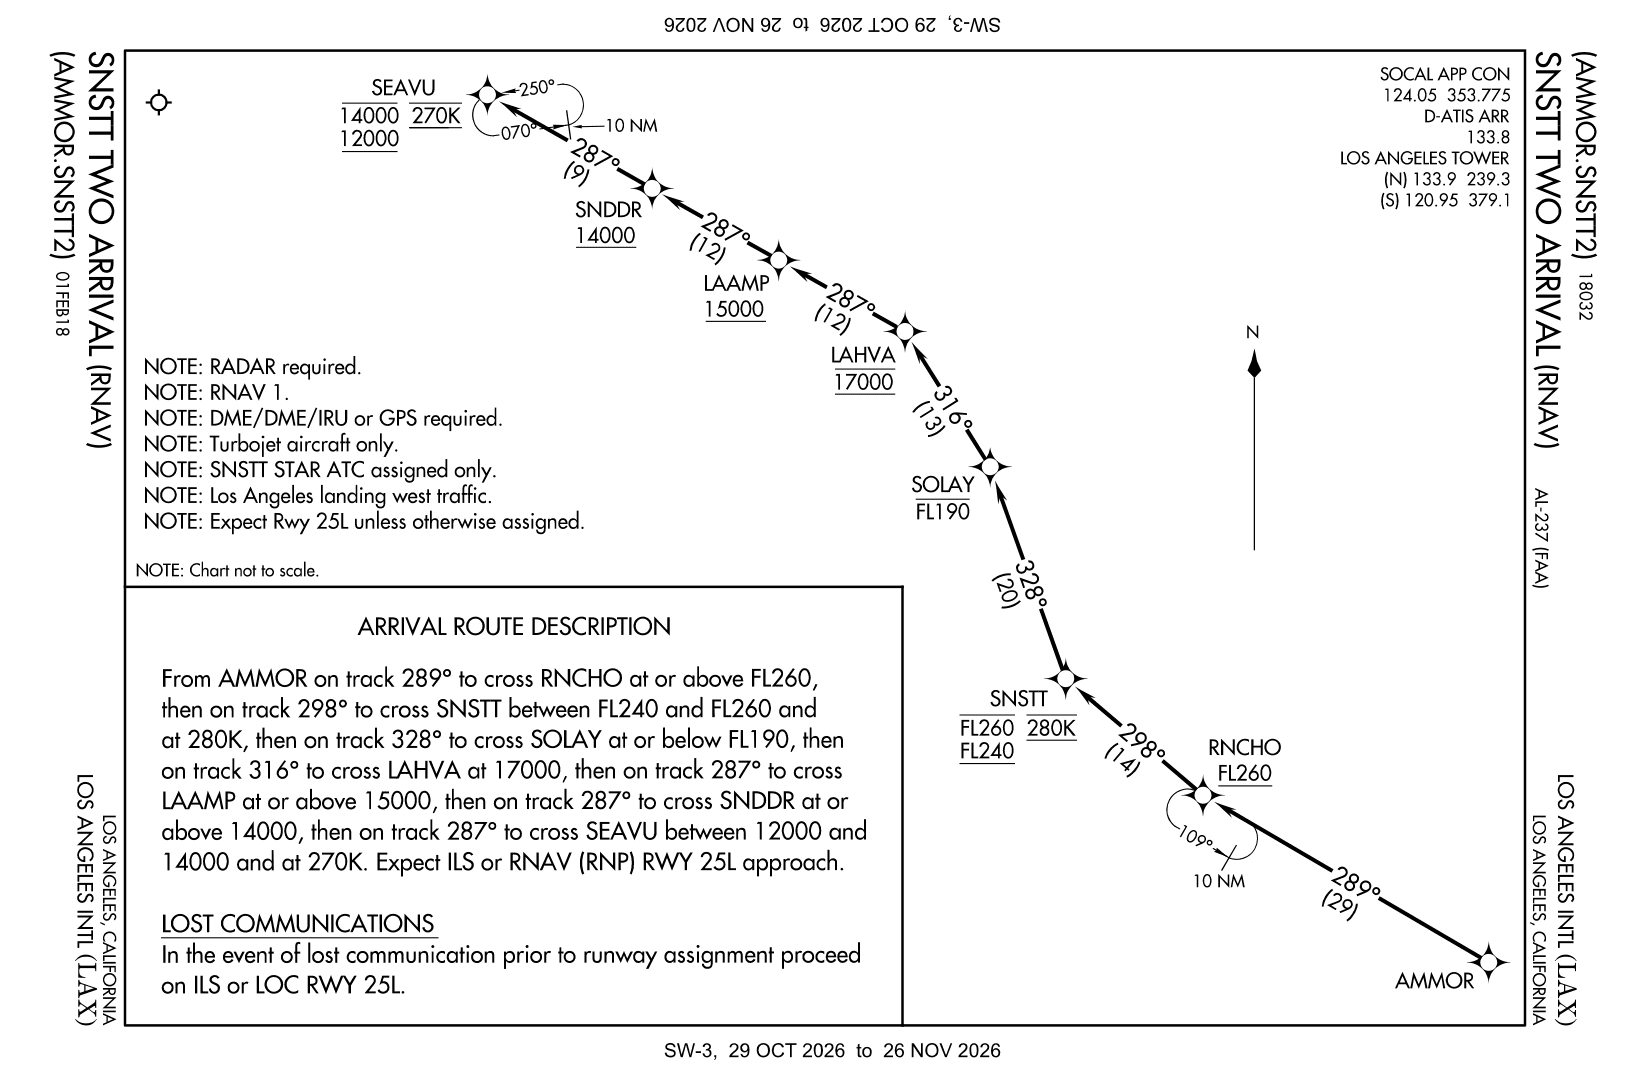 SW-3, 29 OCT 2026 to 26 NOV 2026
(AMMOR.SNSTT2) 01FEB18
SNSTT TWO ARRIVAL (RNAV)
LOS ANGELES, CALIFORNIA
LOS ANGELES INTL (LAX)
(AMMOR.SNSTT2) 18032
SNSTT TWO ARRIVAL (RNAV)
AL-237 (FAA)
LOS ANGELES INTL (LAX)
LOS ANGELES, CALIFORNIA
SOCAL APP CON
124.05 353.775
D-ATIS ARR
133.8
LOS ANGELES TOWER
(N) 133.9 239.3
(S) 120.95 379.1
SEAVU
14000 270K
12000
250°
070°
10 NM
287°
(9)
SNDDR
14000
287°
(12)
LAAMP
15000
287°
(12)
LAHVA
17000
316°
(13)
SOLAY
FL190
328°
(20)
SNSTT
FL260 280K
FL240
298°
(14)
RNCHO
FL260
109°
10 NM
289°
(29)
AMMOR
N
NOTE: RADAR required.
NOTE: RNAV 1.
NOTE: DME/DME/IRU or GPS required.
NOTE: Turbojet aircraft only.
NOTE: SNSTT STAR ATC assigned only.
NOTE: Los Angeles landing west traffic.
NOTE: Expect Rwy 25L unless otherwise assigned.
NOTE: Chart not to scale.
ARRIVAL ROUTE DESCRIPTION
From AMMOR on track 289° to cross RNCHO at or above FL260,
then on track 298° to cross SNSTT between FL240 and FL260 and
at 280K, then on track 328° to cross SOLAY at or below FL190, then
on track 316° to cross LAHVA at 17000, then on track 287° to cross
LAAMP at or above 15000, then on track 287° to cross SNDDR at or
above 14000, then on track 287° to cross SEAVU between 12000 and
14000 and at 270K. Expect ILS or RNAV (RNP) RWY 25L approach.
LOST COMMUNICATIONS
In the event of lost communication prior to runway assignment proceed
on ILS or LOC RWY 25L.
SW-3, 29 OCT 2026 to 26 NOV 2026